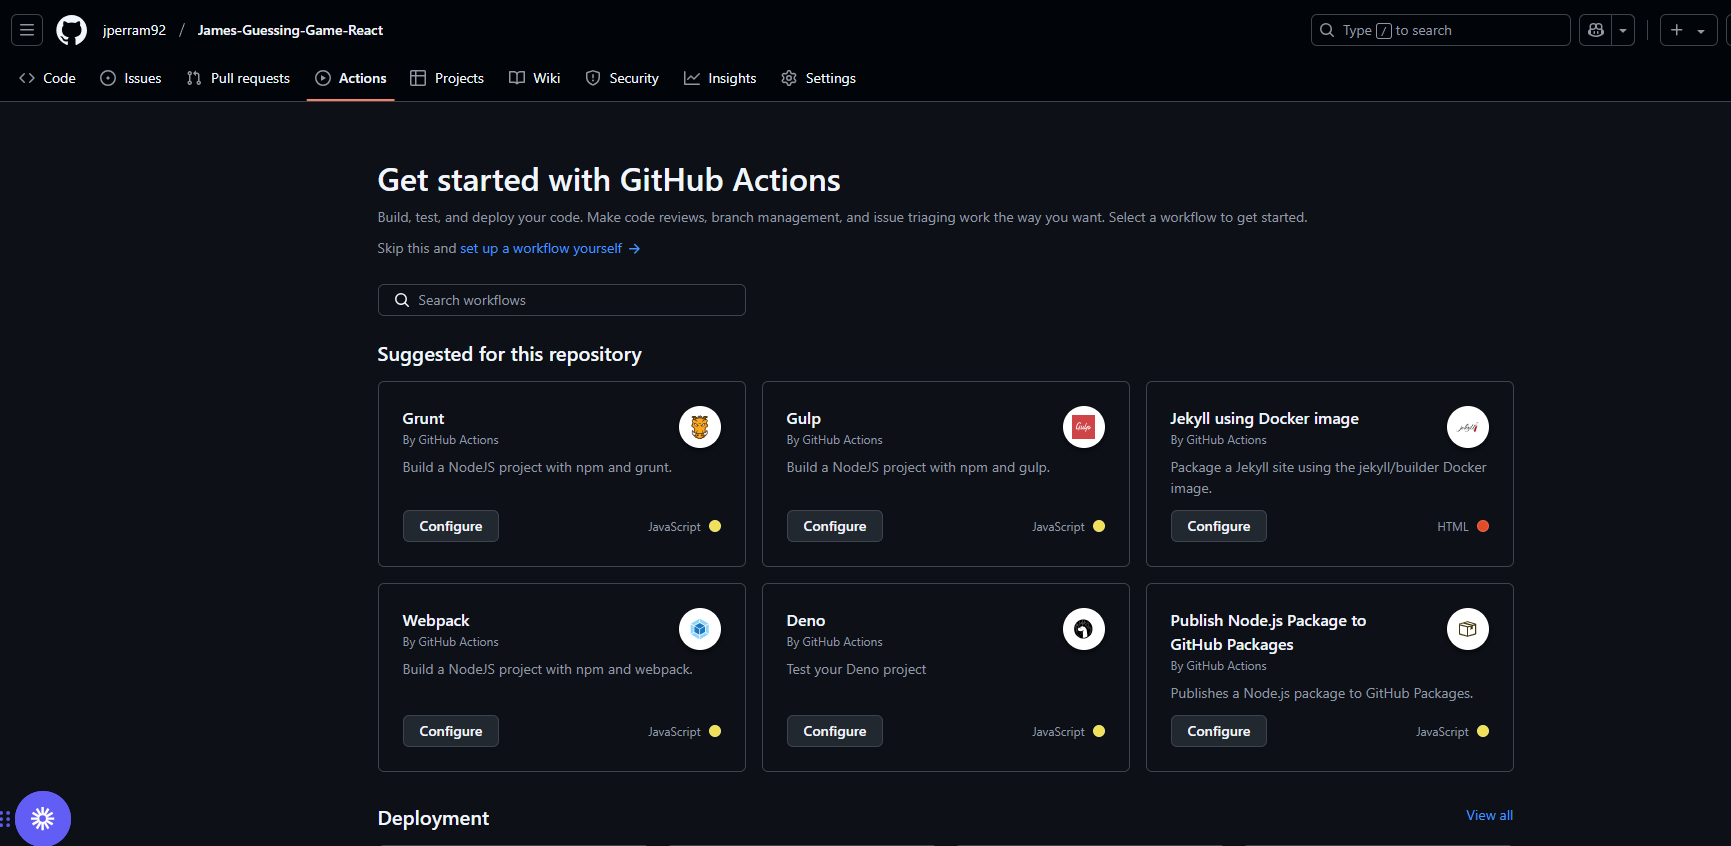 jperram92 / James-Guessing-Game-React
Type / to search
Code Issues Pull requests Actions Projects Wiki Security Insights Settings
Get started with GitHub Actions
Build, test, and deploy your code. Make code reviews, branch management, and issue triaging work the way you want. Select a workflow to get started.
Skip this and set up a workflow yourself →
Search workflows
Suggested for this repository
Grunt
By GitHub Actions
Build a NodeJS project with npm and grunt.
Configure JavaScript
Gulp
By GitHub Actions
Build a NodeJS project with npm and gulp.
Configure JavaScript
Jekyll using Docker image
By GitHub Actions
Package a Jekyll site using the jekyll/builder Docker
image.
Configure HTML
Webpack
By GitHub Actions
Build a NodeJS project with npm and webpack.
Configure JavaScript
Deno
By GitHub Actions
Test your Deno project
Configure JavaScript
Publish Node.js Package to
GitHub Packages
By GitHub Actions
Publishes a Node.js package to GitHub Packages.
Configure JavaScript
Deployment View all